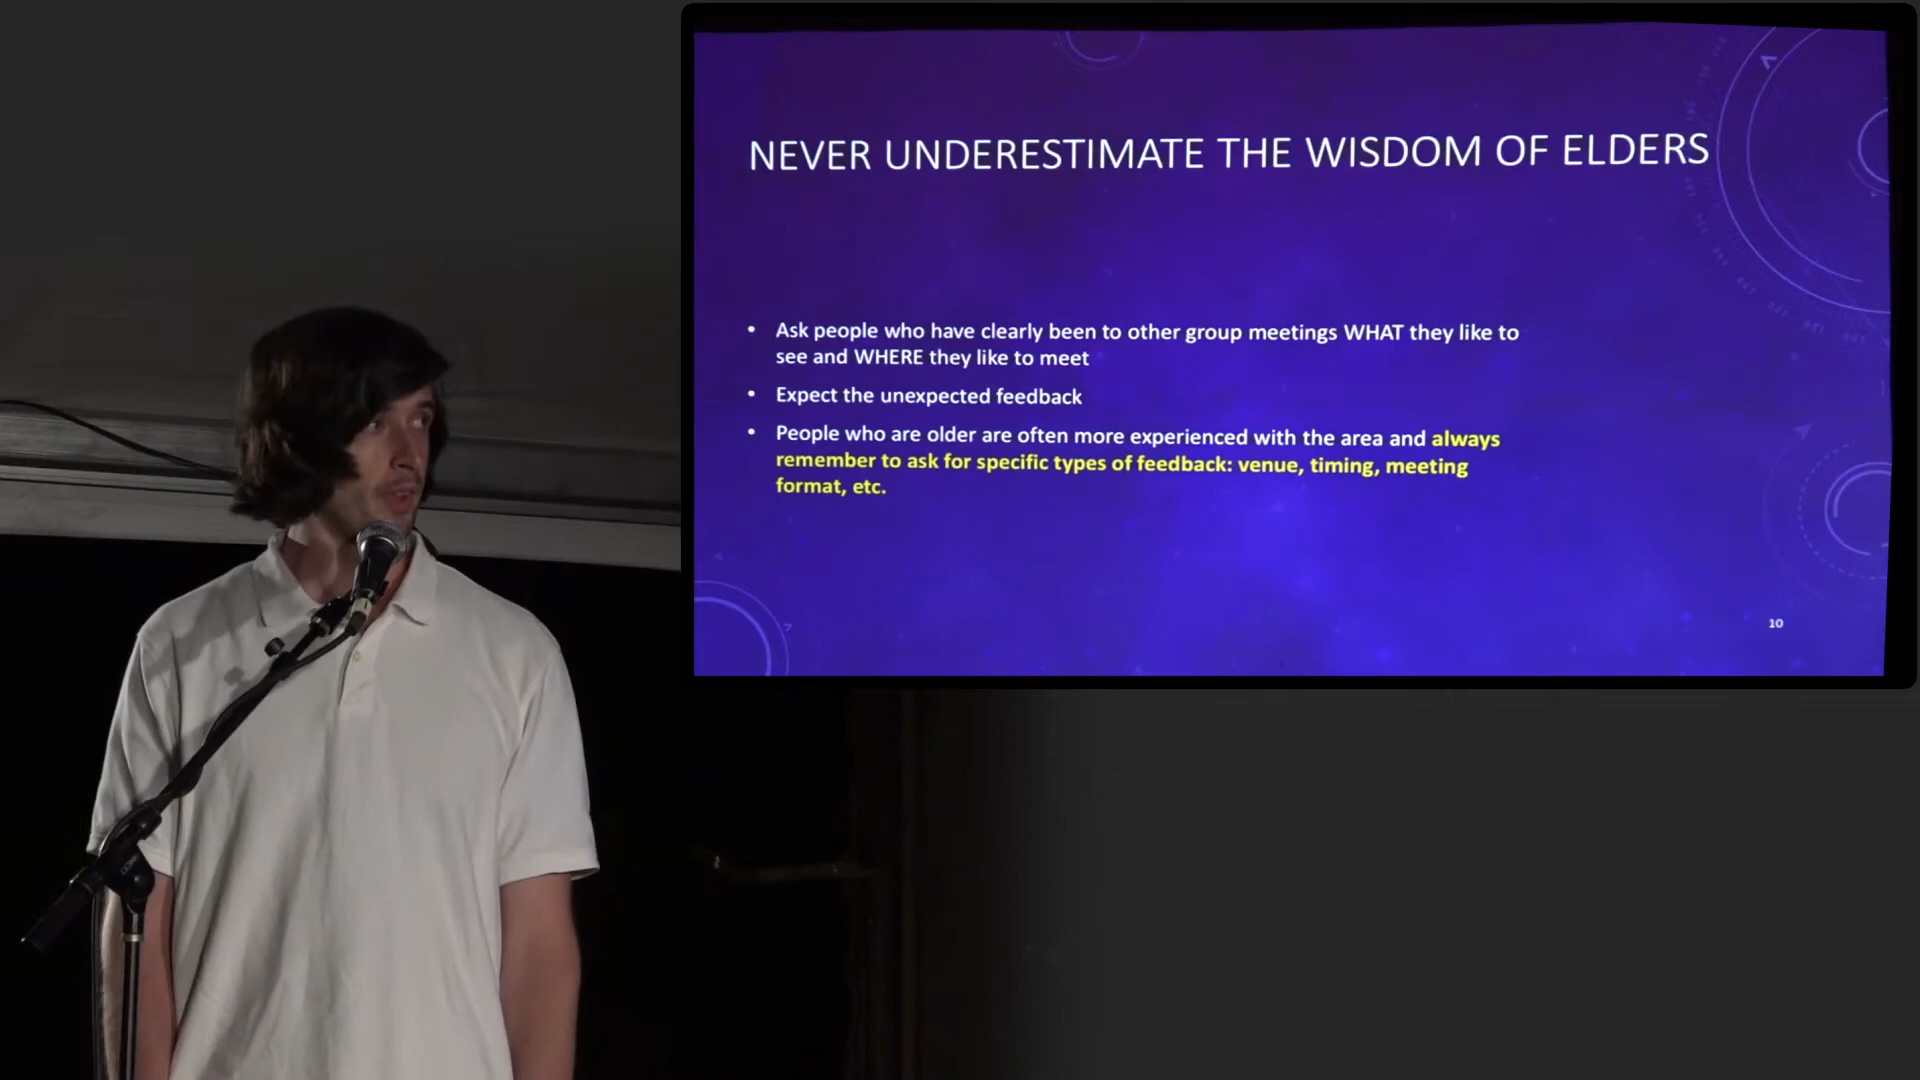 NEVER UNDERESTIMATE THE WISDOM OF ELDERS
• Ask people who have clearly been to other group meetings WHAT they like to
see and WHERE they like to meet
• Expect the unexpected feedback
• People who are older are often more experienced with the area and always
remember to ask for specific types of feedback: venue, timing, meeting
format, etc.
10